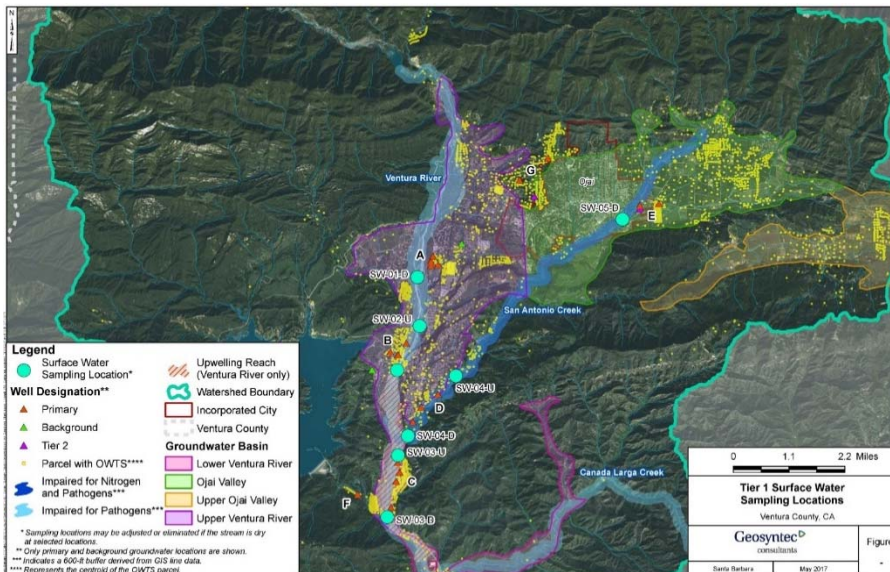 N
Ventura River
G
Ojai
SW-05-D
E
A
SW-01-D
SW-02-U
San Antonio Creek
B
SW-04-U
D
SW-04-D
SW-03-U
Canada Larga Creek
C
F
SW-03-D
Legend
Surface Water
Sampling Location*
Well Designation**
Primary
Background
Tier 2
Parcel with OWTS****
Impaired for Nitrogen
and Pathogens***
Impaired for Pathogens***
Upwelling Reach
(Ventura River only)
Watershed Boundary
Incorporated City
Ventura County
Groundwater Basin
Lower Ventura River
Ojai Valley
Upper Ojai Valley
Upper Ventura River
* Sampling locations may be adjusted or eliminated if the stream is dry
at selected locations.
** Only primary and background groundwater locations are shown.
*** Indicates a 600-ft buffer derived from GIS line data.
**** Represents the centroid of the OWTS parcel.
0 1.1 2.2 Miles
Tier 1 Surface Water
Sampling Locations
Ventura County, CA
Geosyntec
consultants
Figure
-
Santa Barbara May 2017